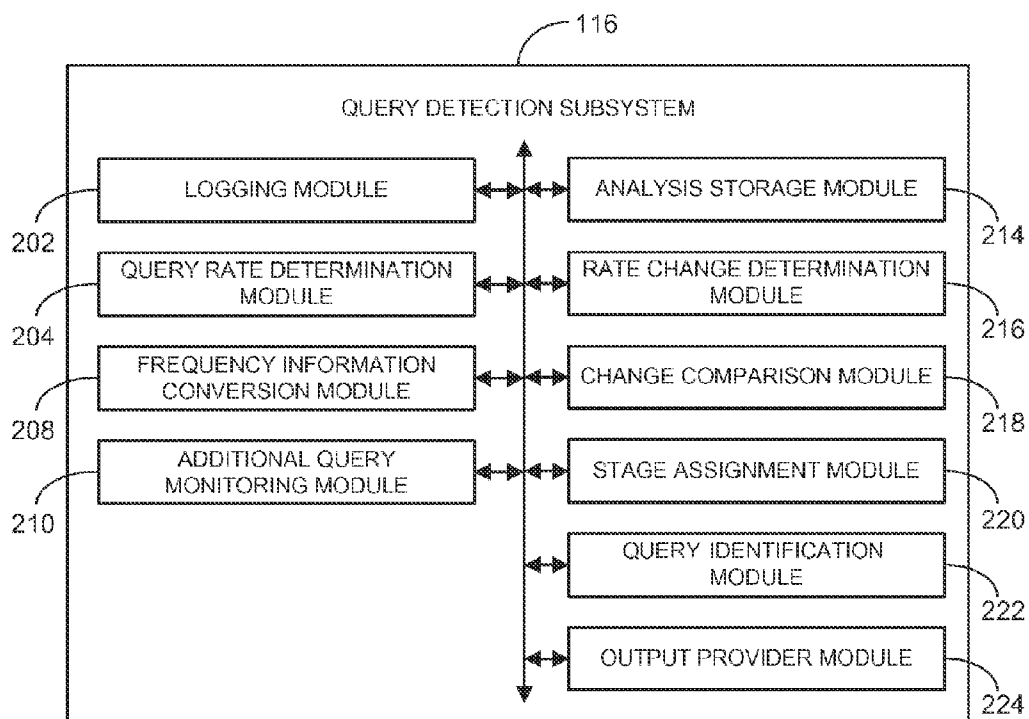 116
QUERY DETECTION SUBSYSTEM
LOGGING MODULE
202
QUERY RATE DETERMINATION
MODULE
204
FREQUENCY INFORMATION
CONVERSION MODULE
208
ADDITIONAL QUERY
MONITORING MODULE
210
ANALYSIS STORAGE MODULE
214
RATE CHANGE DETERMINATION
MODULE
216
CHANGE COMPARISON MODULE
218
STAGE ASSIGNMENT MODULE
220
QUERY IDENTIFICATION
MODULE
222
OUTPUT PROVIDER MODULE
224